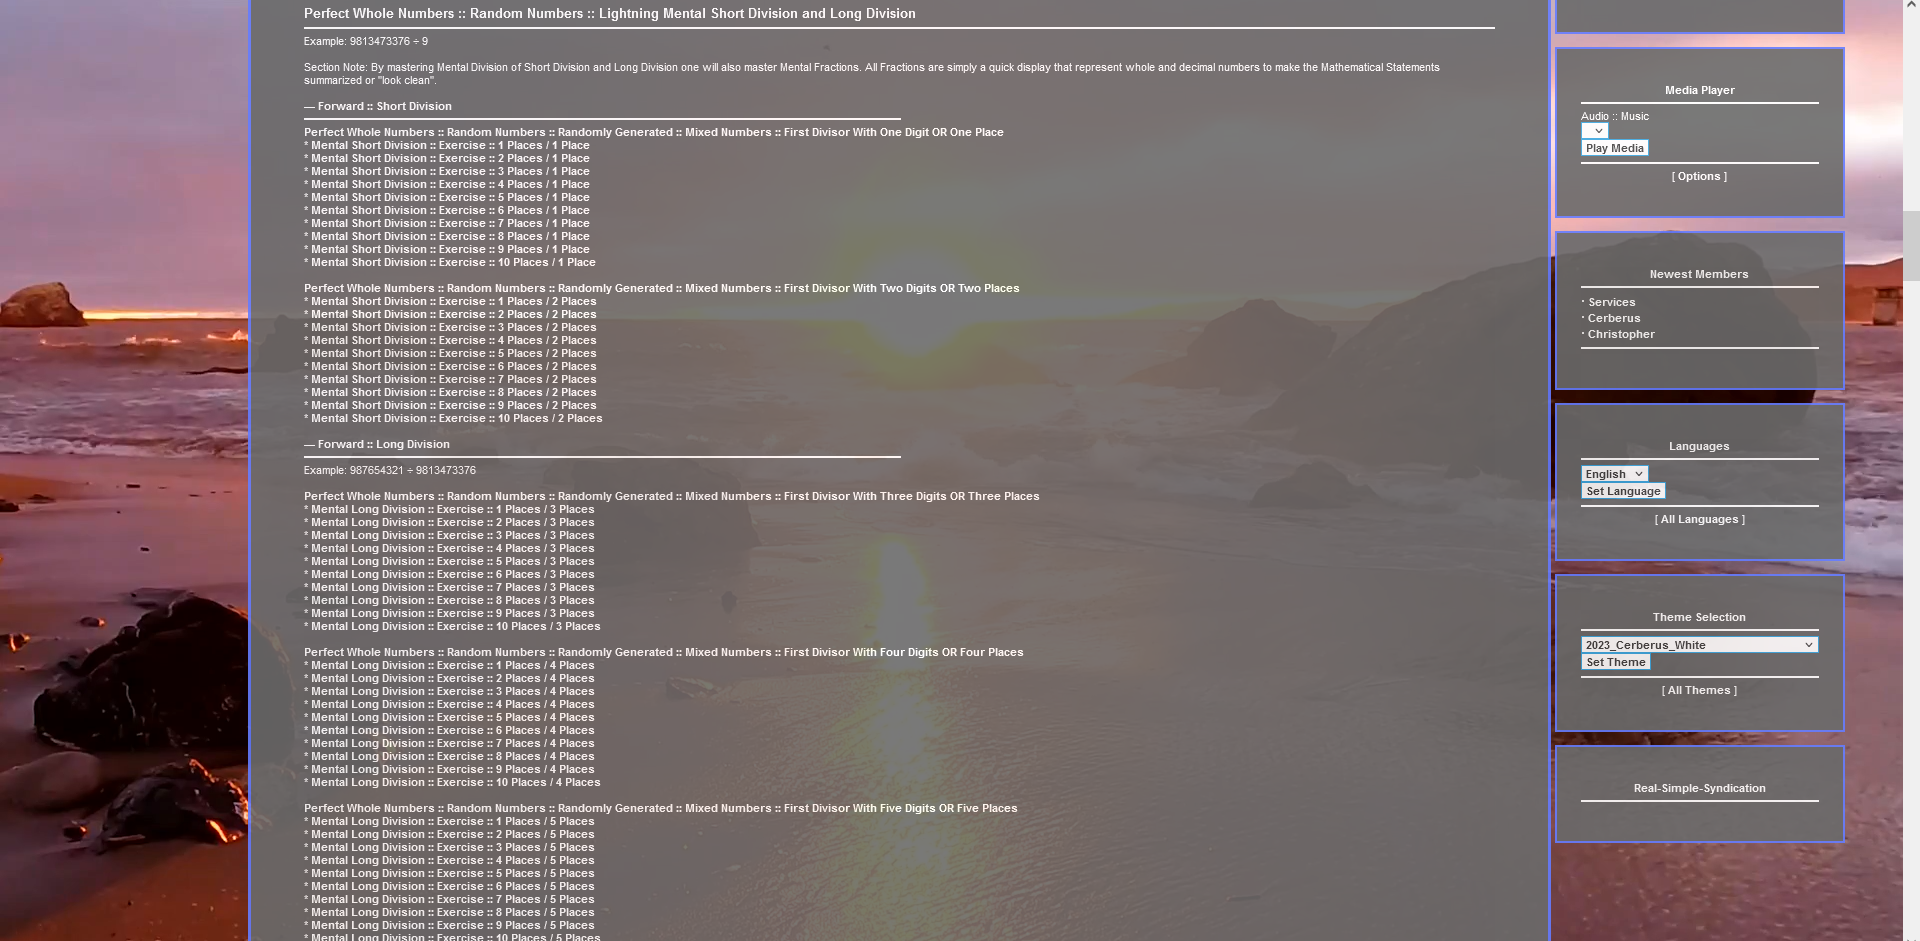 Perfect Whole Numbers :: Random Numbers :: Lightning Mental Short Division and Long Division
Example: 9813473376 ÷ 9
Section Note: By mastering Mental Division of Short Division and Long Division one will also master Mental Fractions. All Fractions are simply a quick display that represent whole and decimal numbers to make the Mathematical Statements
summarized or "look clean".
— Forward :: Short Division
Perfect Whole Numbers :: Random Numbers :: Randomly Generated :: Mixed Numbers :: First Divisor With One Digit OR One Place
* Mental Short Division :: Exercise :: 1 Places / 1 Place
* Mental Short Division :: Exercise :: 2 Places / 1 Place
* Mental Short Division :: Exercise :: 3 Places / 1 Place
* Mental Short Division :: Exercise :: 4 Places / 1 Place
* Mental Short Division :: Exercise :: 5 Places / 1 Place
* Mental Short Division :: Exercise :: 6 Places / 1 Place
* Mental Short Division :: Exercise :: 7 Places / 1 Place
* Mental Short Division :: Exercise :: 8 Places / 1 Place
* Mental Short Division :: Exercise :: 9 Places / 1 Place
* Mental Short Division :: Exercise :: 10 Places / 1 Place
Perfect Whole Numbers :: Random Numbers :: Randomly Generated :: Mixed Numbers :: First Divisor With Two Digits OR Two Places
* Mental Short Division :: Exercise :: 1 Places / 2 Places
* Mental Short Division :: Exercise :: 2 Places / 2 Places
* Mental Short Division :: Exercise :: 3 Places / 2 Places
* Mental Short Division :: Exercise :: 4 Places / 2 Places
* Mental Short Division :: Exercise :: 5 Places / 2 Places
* Mental Short Division :: Exercise :: 6 Places / 2 Places
* Mental Short Division :: Exercise :: 7 Places / 2 Places
* Mental Short Division :: Exercise :: 8 Places / 2 Places
* Mental Short Division :: Exercise :: 9 Places / 2 Places
* Mental Short Division :: Exercise :: 10 Places / 2 Places
— Forward :: Long Division
Example: 987654321 ÷ 9813473376
Perfect Whole Numbers :: Random Numbers :: Randomly Generated :: Mixed Numbers :: First Divisor With Three Digits OR Three Places
* Mental Long Division :: Exercise :: 1 Places / 3 Places
* Mental Long Division :: Exercise :: 2 Places / 3 Places
* Mental Long Division :: Exercise :: 3 Places / 3 Places
* Mental Long Division :: Exercise :: 4 Places / 3 Places
* Mental Long Division :: Exercise :: 5 Places / 3 Places
* Mental Long Division :: Exercise :: 6 Places / 3 Places
* Mental Long Division :: Exercise :: 7 Places / 3 Places
* Mental Long Division :: Exercise :: 8 Places / 3 Places
* Mental Long Division :: Exercise :: 9 Places / 3 Places
* Mental Long Division :: Exercise :: 10 Places / 3 Places
Perfect Whole Numbers :: Random Numbers :: Randomly Generated :: Mixed Numbers :: First Divisor With Four Digits OR Four Places
* Mental Long Division :: Exercise :: 1 Places / 4 Places
* Mental Long Division :: Exercise :: 2 Places / 4 Places
* Mental Long Division :: Exercise :: 3 Places / 4 Places
* Mental Long Division :: Exercise :: 4 Places / 4 Places
* Mental Long Division :: Exercise :: 5 Places / 4 Places
* Mental Long Division :: Exercise :: 6 Places / 4 Places
* Mental Long Division :: Exercise :: 7 Places / 4 Places
* Mental Long Division :: Exercise :: 8 Places / 4 Places
* Mental Long Division :: Exercise :: 9 Places / 4 Places
* Mental Long Division :: Exercise :: 10 Places / 4 Places
Perfect Whole Numbers :: Random Numbers :: Randomly Generated :: Mixed Numbers :: First Divisor With Five Digits OR Five Places
* Mental Long Division :: Exercise :: 1 Places / 5 Places
* Mental Long Division :: Exercise :: 2 Places / 5 Places
* Mental Long Division :: Exercise :: 3 Places / 5 Places
* Mental Long Division :: Exercise :: 4 Places / 5 Places
* Mental Long Division :: Exercise :: 5 Places / 5 Places
* Mental Long Division :: Exercise :: 6 Places / 5 Places
* Mental Long Division :: Exercise :: 7 Places / 5 Places
* Mental Long Division :: Exercise :: 8 Places / 5 Places
* Mental Long Division :: Exercise :: 9 Places / 5 Places
* Mental Long Division :: Exercise :: 10 Places / 5 Places
Media Player
Audio :: Music
Play Media
[ Options ]
Newest Members
· Services
· Cerberus
· Christopher
Languages
English
Set Language
[ All Languages ]
Theme Selection
2023_Cerberus_White
Set Theme
[ All Themes ]
Real-Simple-Syndication